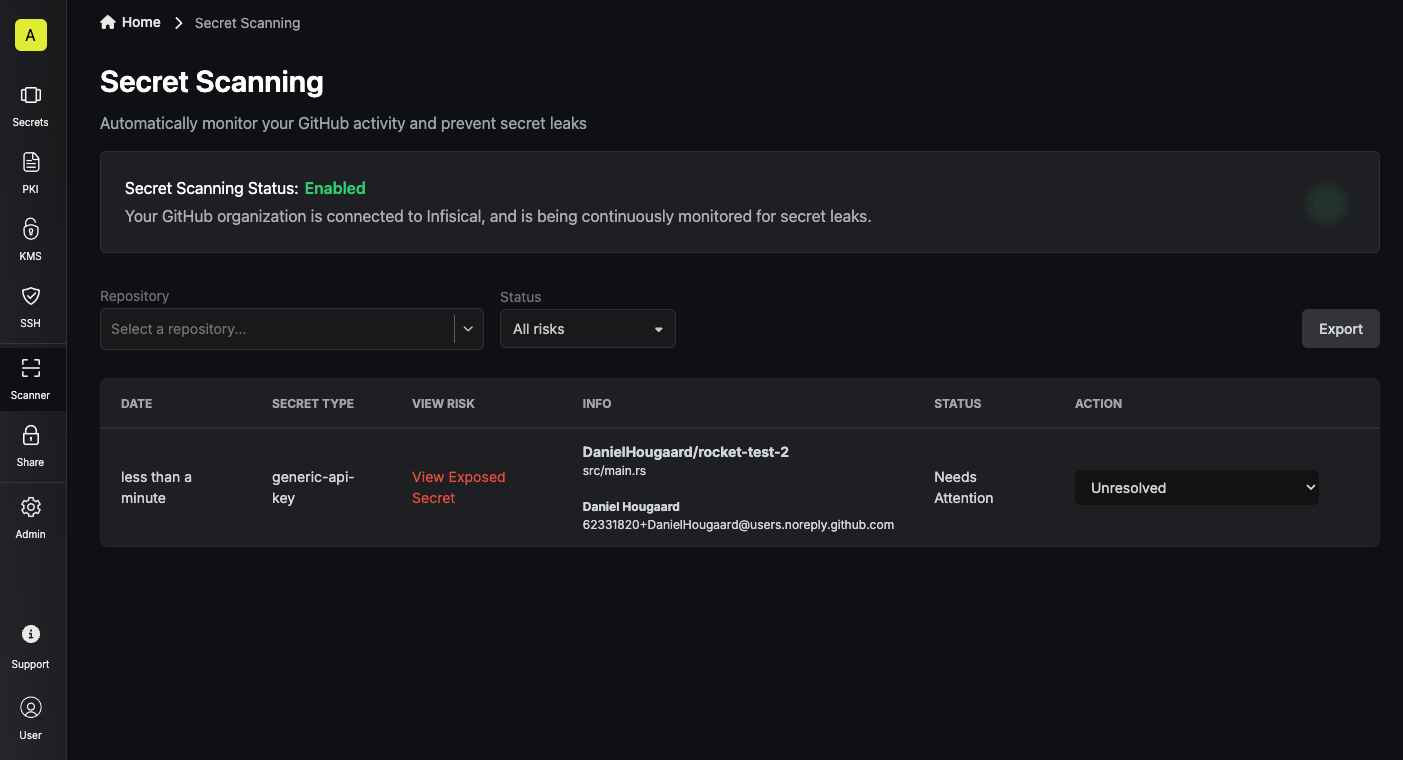 A
Secrets
PKI
KMS
SSH
Scanner
Share
Admin
Support
User
Home
Secret Scanning
Secret Scanning
Automatically monitor your GitHub activity and prevent secret leaks
Secret Scanning Status: Enabled
Your GitHub organization is connected to Infisical, and is being continuously monitored for secret leaks.
Repository
Select a repository...
Status
All risks
Export
DATE SECRET TYPE VIEW RISK INFO STATUS ACTION
less than a
minute
generic-api-
key
View Exposed
Secret
DanielHougaard/rocket-test-2
src/main.rs
Daniel Hougaard
62331820+DanielHougaard@users.noreply.github.com
Needs
Attention
Unresolved